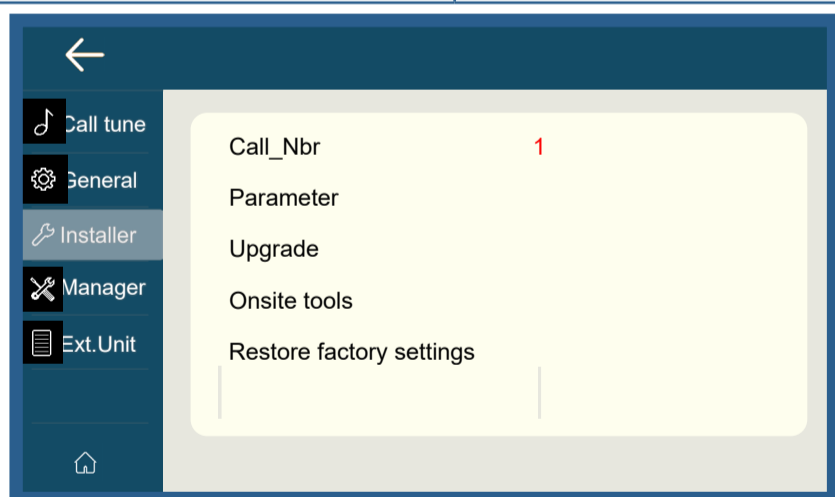 Call tune
General
Installer
Manager
Ext.Unit
Call_Nbr 1
Parameter
Upgrade
Onsite tools
Restore factory settings